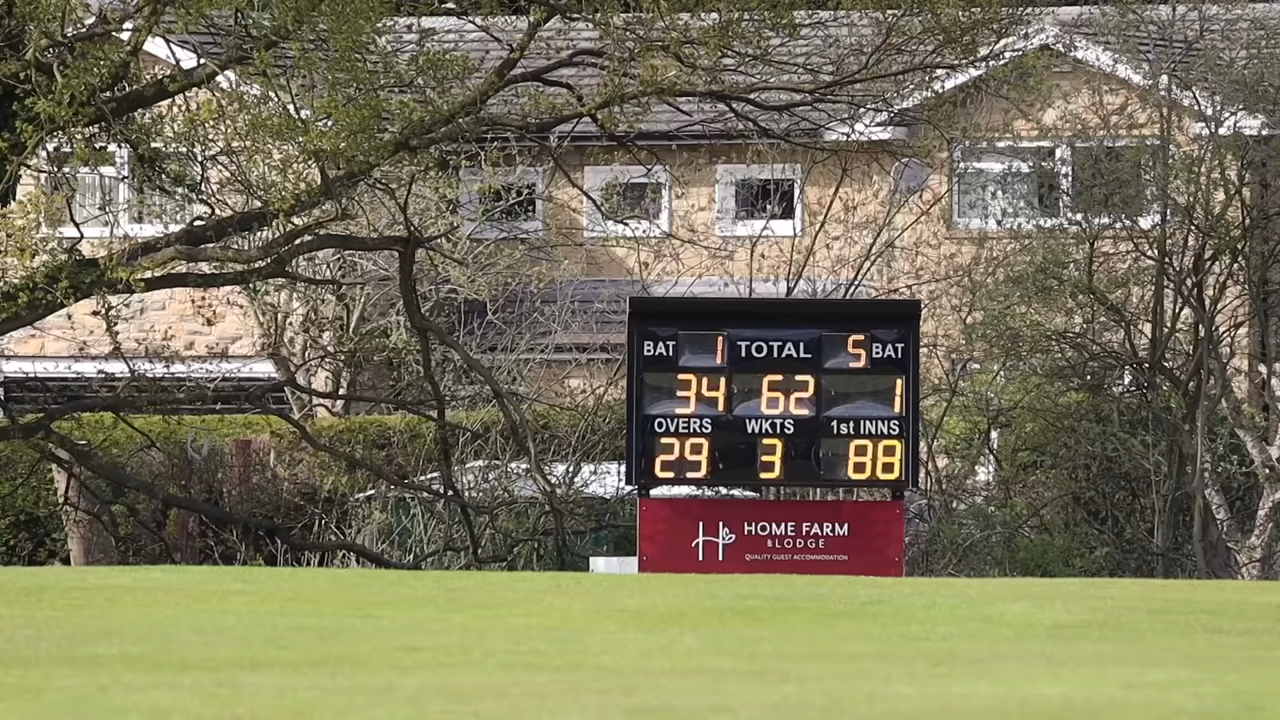 BAT 1 TOTAL 5 BAT
34 62 1
OVERS WKTS 1st INNS
29 3 88
HOME FARM
& LODGE
QUALITY GUEST ACCOMMODATION